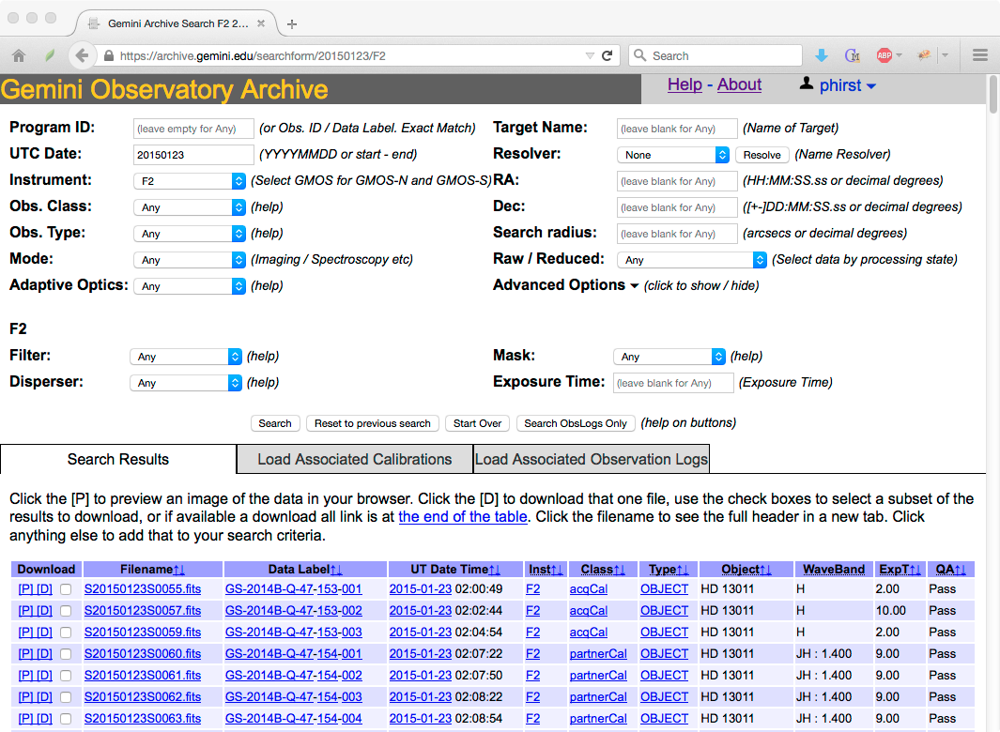 Gemini Archive Search F2 2...
https://archive.gemini.edu/searchform/20150123/F2
Search
ABP
Gemini Observatory Archive
Help - About
phirst
Program ID: (leave empty for Any) (or Obs. ID / Data Label. Exact Match) Target Name: (leave blank for Any) (Name of Target)
UTC Date: 20150123 (YYYYMMDD or start - end) Resolver: None Resolve (Name Resolver)
Instrument: F2 (Select GMOS for GMOS-N and GMOS-S) RA: (leave blank for Any) (HH:MM:SS.ss or decimal degrees)
Obs. Class: Any (help) Dec: (leave blank for Any) ([+-]DD:MM:SS.ss or decimal degrees)
Obs. Type: Any (help) Search radius: (leave blank for Any) (arcsecs or decimal degrees)
Mode: Any (Imaging / Spectroscopy etc) Raw / Reduced: Any (Select data by processing state)
Adaptive Optics: Any (help) Advanced Options (click to show / hide)
F2
Filter: Any (help) Mask: Any (help)
Disperser: Any (help) Exposure Time: (leave blank for Any) (Exposure Time)
Search Reset to previous search Start Over Search ObsLogs Only (help on buttons)
Search Results Load Associated Calibrations Load Associated Observation Logs
Click the [P] to preview an image of the data in your browser. Click the [D] to download that one file, use the check boxes to select a subset of the
results to download, or if available a download all link is at the end of the table. Click the filename to see the full header in a new tab. Click
anything else to add that to your search criteria.
Download Filename↑↓ Data Label↑↓ UT Date Time↑↓ Inst↑↓ Class↑↓ Type↑↓ Object↑↓ WaveBand ExpT↑↓ QA↑↓
[P] [D] S20150123S0055.fits GS-2014B-Q-47-153-001 2015-01-23 02:00:49 F2 acqCal OBJECT HD 13011 H 2.00 Pass
[P] [D] S20150123S0057.fits GS-2014B-Q-47-153-002 2015-01-23 02:02:44 F2 acqCal OBJECT HD 13011 H 10.00 Pass
[P] [D] S20150123S0059.fits GS-2014B-Q-47-153-003 2015-01-23 02:04:54 F2 acqCal OBJECT HD 13011 H 2.00 Pass
[P] [D] S20150123S0060.fits GS-2014B-Q-47-154-001 2015-01-23 02:07:22 F2 partnerCal OBJECT HD 13011 JH : 1.400 9.00 Pass
[P] [D] S20150123S0061.fits GS-2014B-Q-47-154-002 2015-01-23 02:07:50 F2 partnerCal OBJECT HD 13011 JH : 1.400 9.00 Pass
[P] [D] S20150123S0062.fits GS-2014B-Q-47-154-003 2015-01-23 02:08:22 F2 partnerCal OBJECT HD 13011 JH : 1.400 9.00 Pass
[P] [D] S20150123S0063.fits GS-2014B-Q-47-154-004 2015-01-23 02:08:54 F2 partnerCal OBJECT HD 13011 JH : 1.400 9.00 Pass